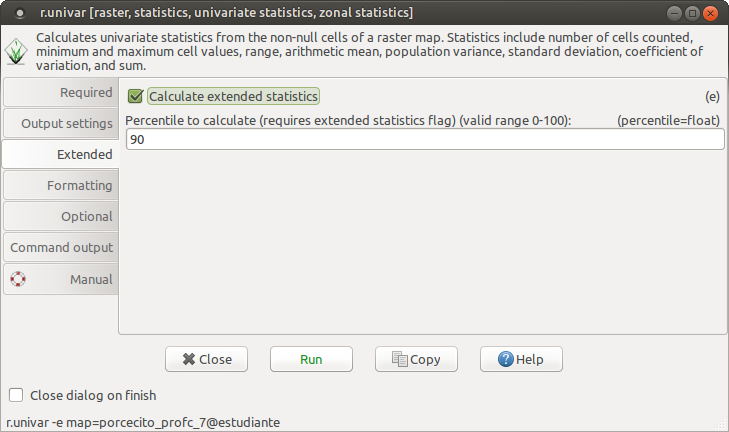 r.univar [raster, statistics, univariate statistics, zonal statistics]
Calculates univariate statistics from the non-null cells of a raster map. Statistics include number of cells counted,
minimum and maximum cell values, range, arithmetic mean, population variance, standard deviation, coefficient of
variation, and sum.
Required
Output settings
Extended
Formatting
Optional
Command output
Manual
Calculate extended statistics (e)
Percentile to calculate (requires extended statistics flag) (valid range 0-100): (percentile=float)
90
Close Run Copy Help
Close dialog on finish
r.univar -e map=porcecito_profc_7@estudiante